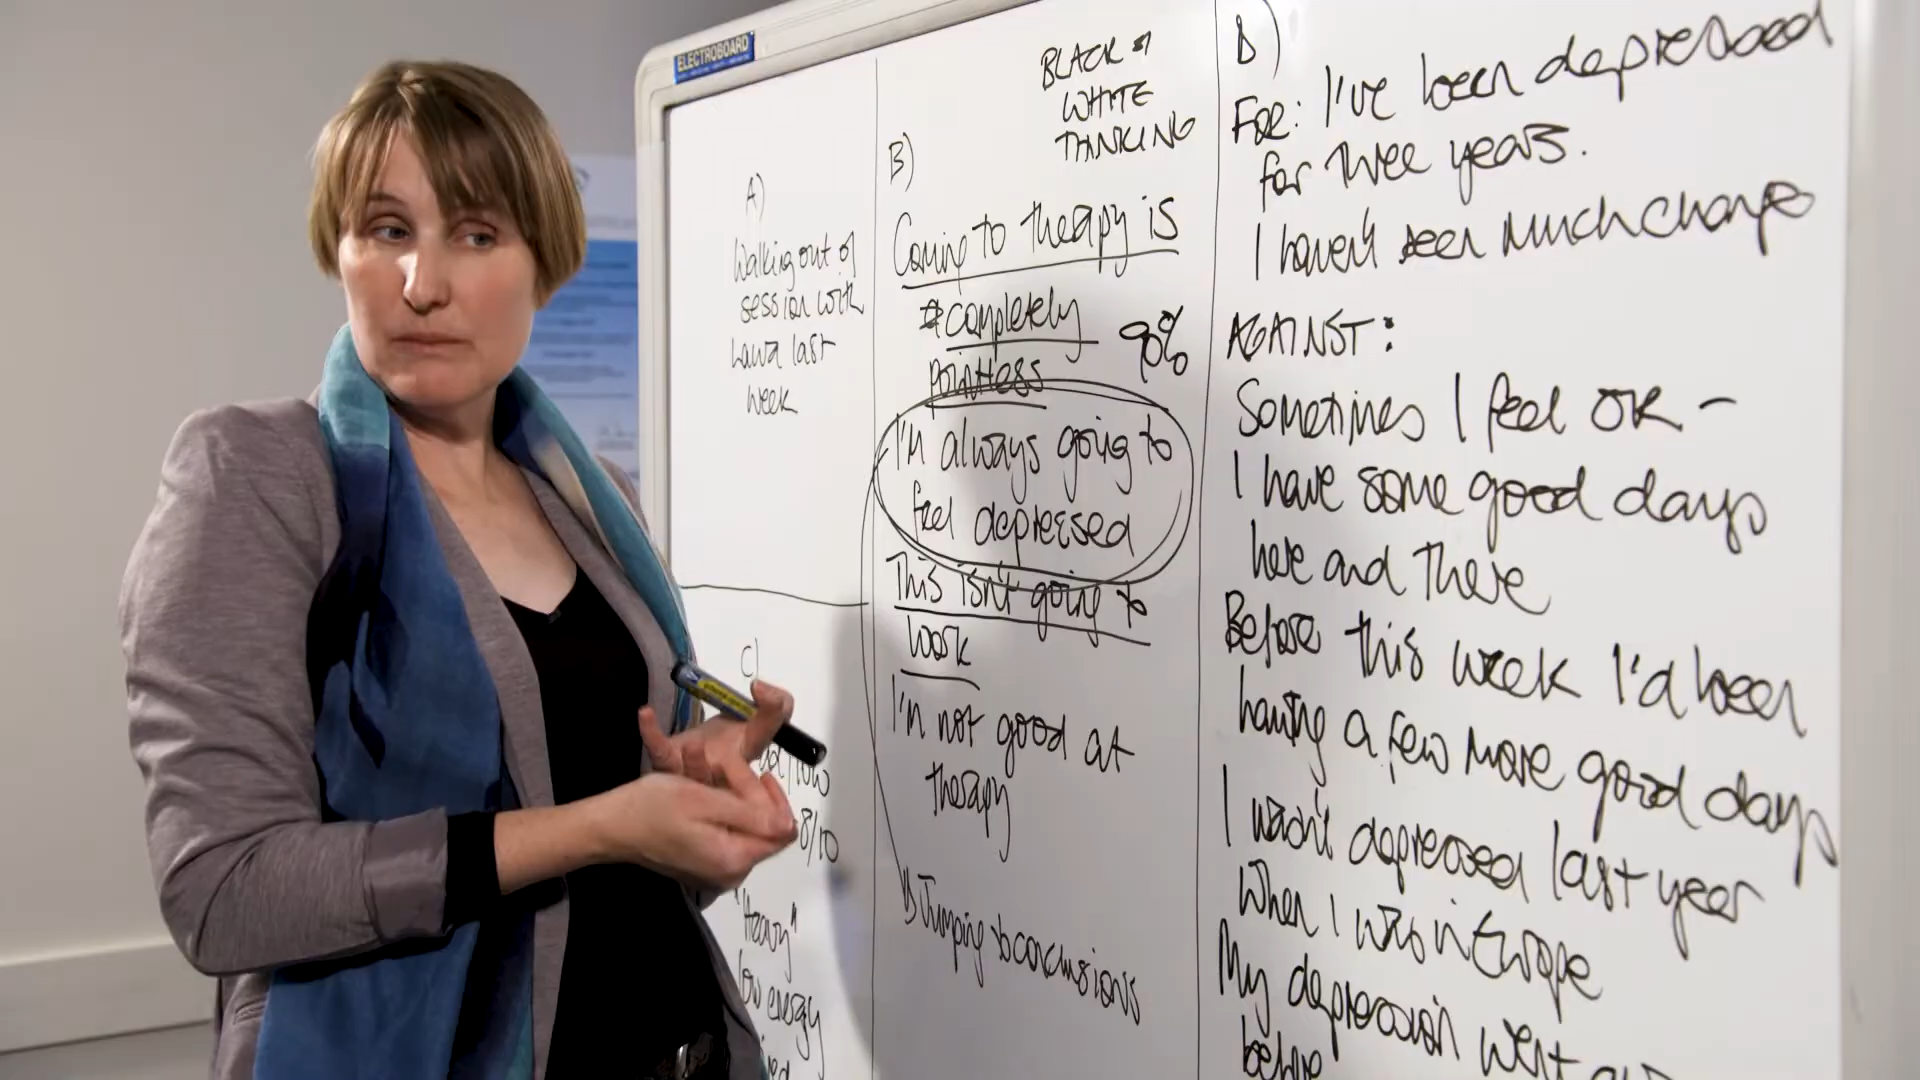 ELECTROBOARD
A)
Walking out of
session with
Laura last
week
C)
low
8/10
"Heavy"
low energy
BLACK &
WHITE
THINKING
B)
Coming to therapy is
completely
pointless
90%
I'm always going to
feel depressed
This isn't going to
work
I'm not good at
therapy
Jumping to conclusions
D)
FOR: I've been depressed
for three years.
I haven't seen much change
AGAINST:
Sometimes I feel OK -
I have some good days
here and there
Before this week I'd been
having a few more good days
I wasn't depressed last year
when I was in Europe
My depression went
before